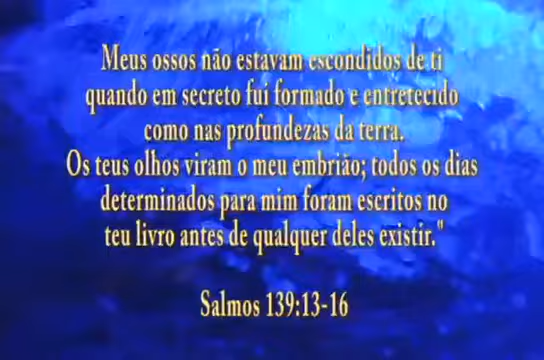 Meus ossos não estavam escondidos de ti
quando em secreto fui formado e entretecido
como nas profundezas da terra.
Os teus olhos viram o meu embrião; todos os dias
determinados para mim foram escritos no
teu livro antes de qualquer deles existir."
Salmos 139:13-16